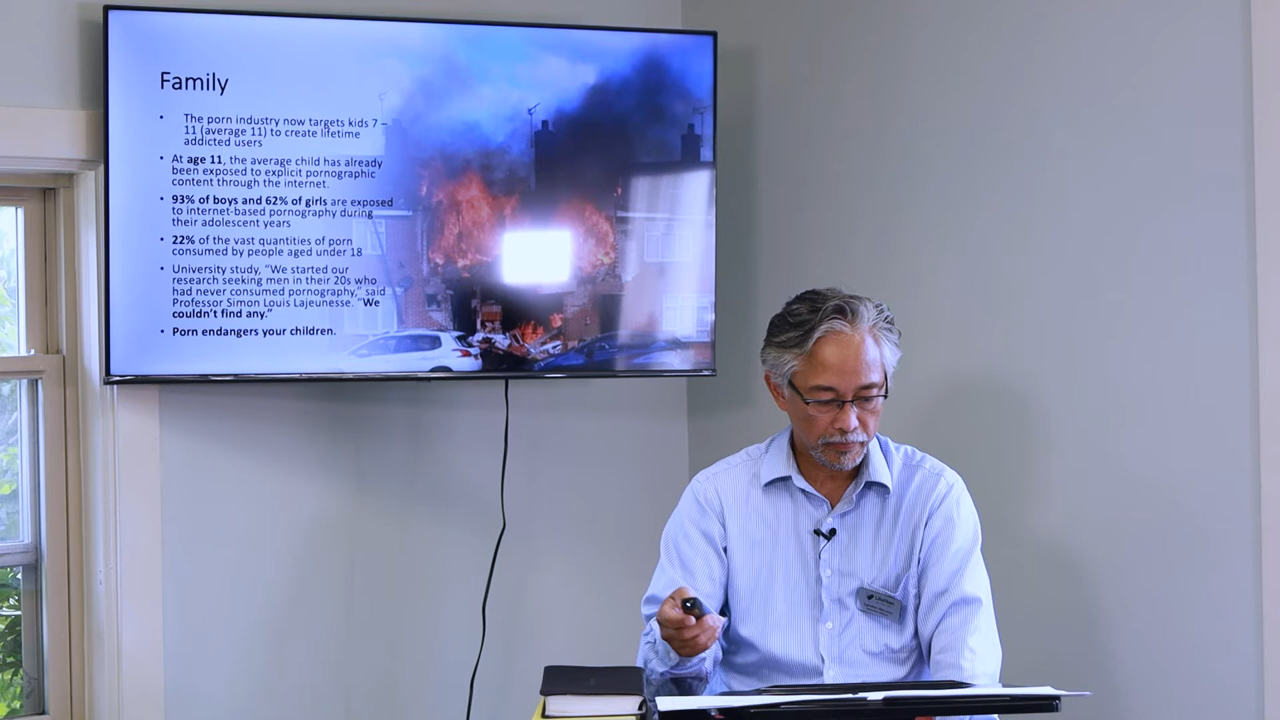 Family
• The porn industry now targets kids 7 –
11 (average 11) to create lifetime
addicted users
• At age 11, the average child has already
been exposed to explicit pornographic
content through the internet.
• 93% of boys and 62% of girls are exposed
to internet-based pornography during
their adolescent years
• 22% of the vast quantities of porn
consumed by people aged under 18
• University study, “We started our
research seeking men in their 20s who
had never consumed pornography,” said
Professor Simon Louis Lajeunesse. “We
couldn’t find any.”
• Porn endangers your children.